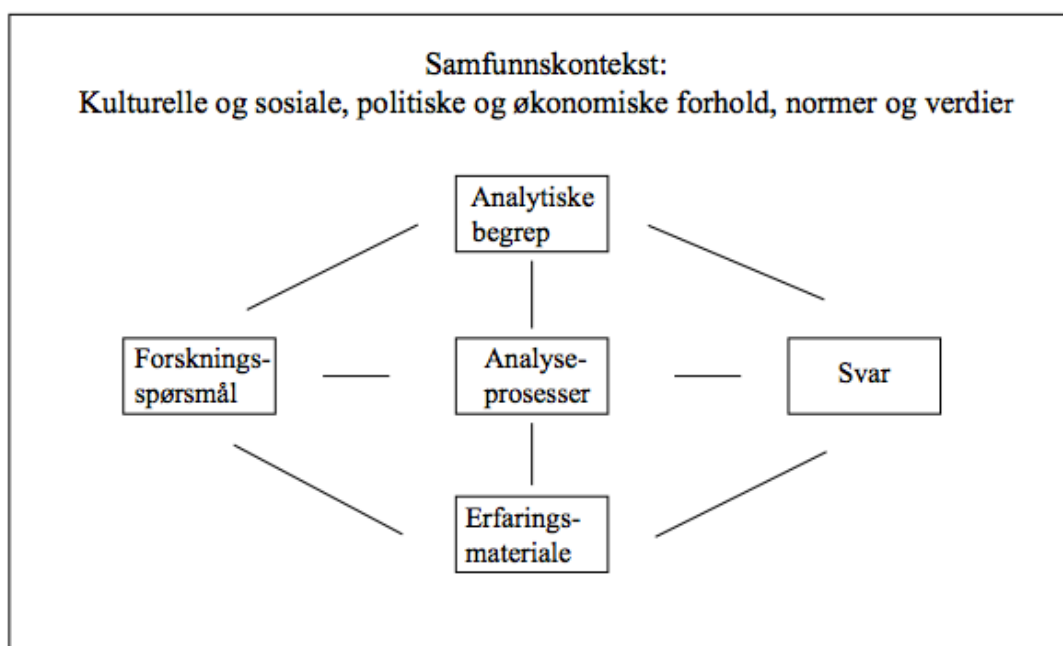 Samfunnskontekst:
Kulturelle og sosiale, politiske og økonomiske forhold, normer og verdier
Analytiske
begrep
Forsknings-
spørsmål
Analyse-
prosesser
Svar
Erfarings-
materiale